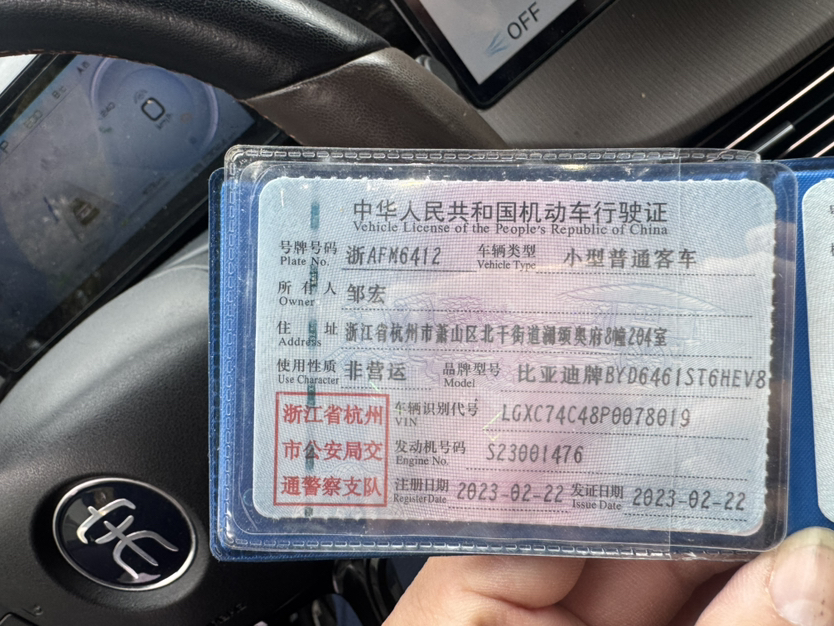 OFF
中华人民共和国机动车行驶证
Vehicle License of the People's Republic of China
号牌号码 浙AFM6412 车辆类型 小型普通客车
Plate No. Vehicle Type
所有人 邹宏
Owner
住址 浙江省杭州市萧山区北干街道澜颂奥府8幢204室
Address
使用性质 非营运 品牌型号 比亚迪牌BYD6461ST6HEV8
Use Character Model
浙江省杭州
市公安局交
通警察支队
车辆识别代号 LGXC74C48P0078019
VIN
发动机号码 S23001476
Engine No.
注册日期 2023-02-22 发证日期 2023-02-22
Register Date Issue Date